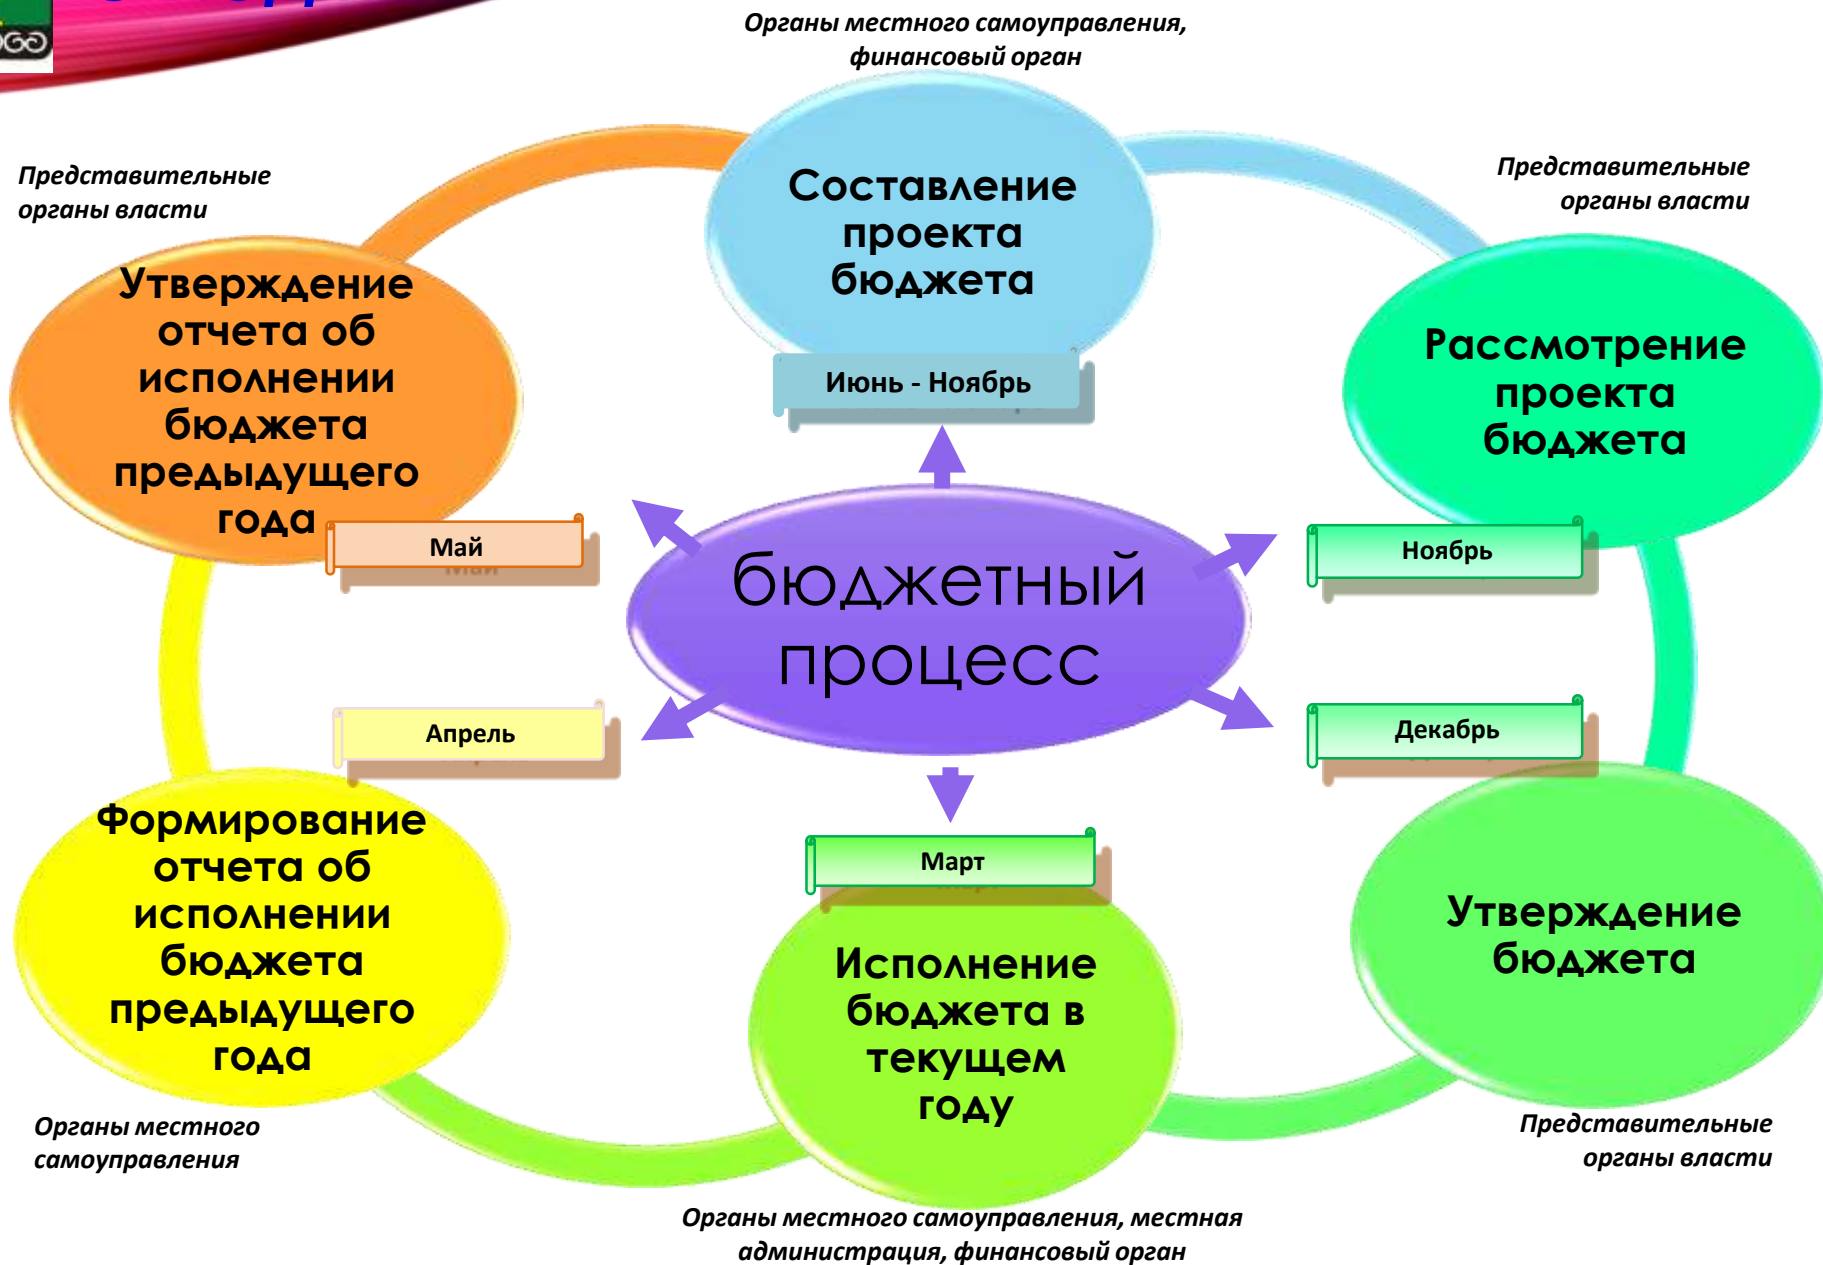 Органы местного самоуправления,
финансовый орган
Представительные
органы власти
Представительные
органы власти
Составление
проекта
бюджета
Июнь - Ноябрь
Утверждение
отчета об
исполнении
бюджета
предыдущего
года
Май
Рассмотрение
проекта
бюджета
Ноябрь
бюджетный
процесс
Апрель
Декабрь
Формирование
отчета об
исполнении
бюджета
предыдущего
года
Март
Исполнение
бюджета в
текущем
году
Утверждение
бюджета
Органы местного
самоуправления
Представительные
органы власти
Органы местного самоуправления, местная
администрация, финансовый орган